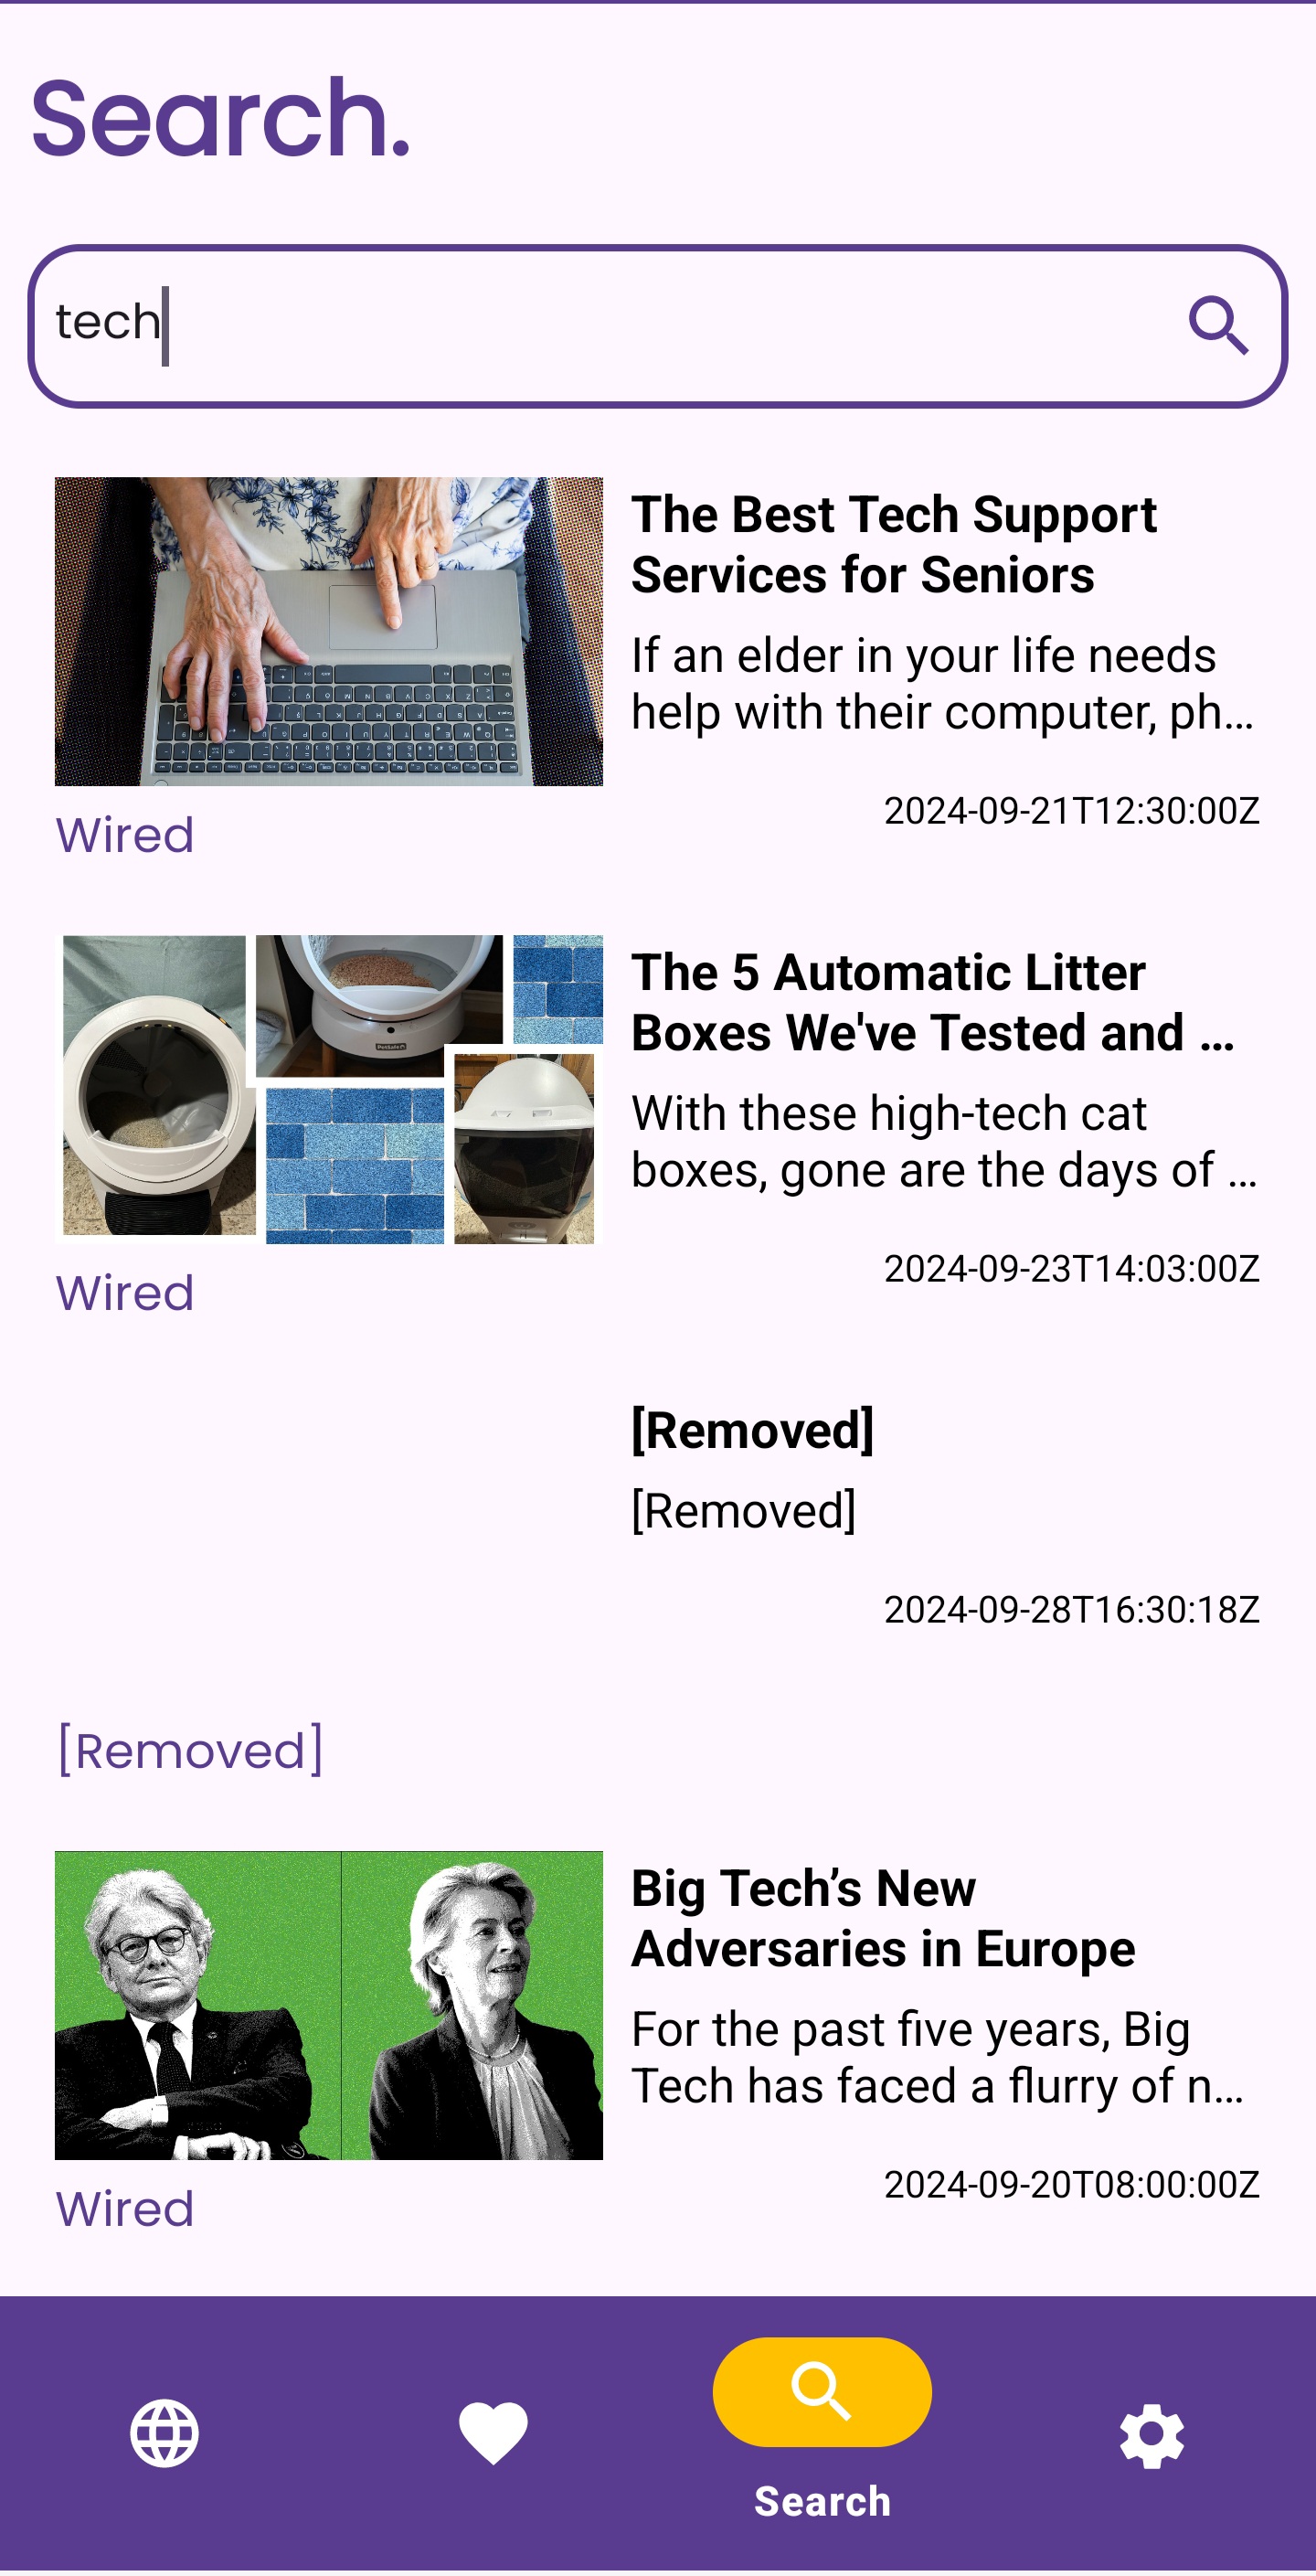 Search.
tech
The Best Tech Support
Services for Seniors
If an elder in your life needs
help with their computer, ph…
2024-09-21T12:30:00Z
Wired
The 5 Automatic Litter
Boxes We've Tested and …
With these high-tech cat
boxes, gone are the days of …
2024-09-23T14:03:00Z
Wired
[Removed]
[Removed]
2024-09-28T16:30:18Z
[Removed]
Big Tech’s New
Adversaries in Europe
For the past five years, Big
Tech has faced a flurry of n…
2024-09-20T08:00:00Z
Wired
Search